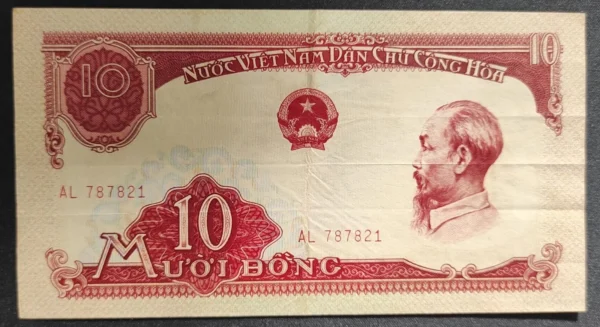 10
NƯỚC VIỆT NAM DÂN CHỦ CỘNG HÒA
10
AL 787821
10
AL 787821
MƯỜI ĐỒNG